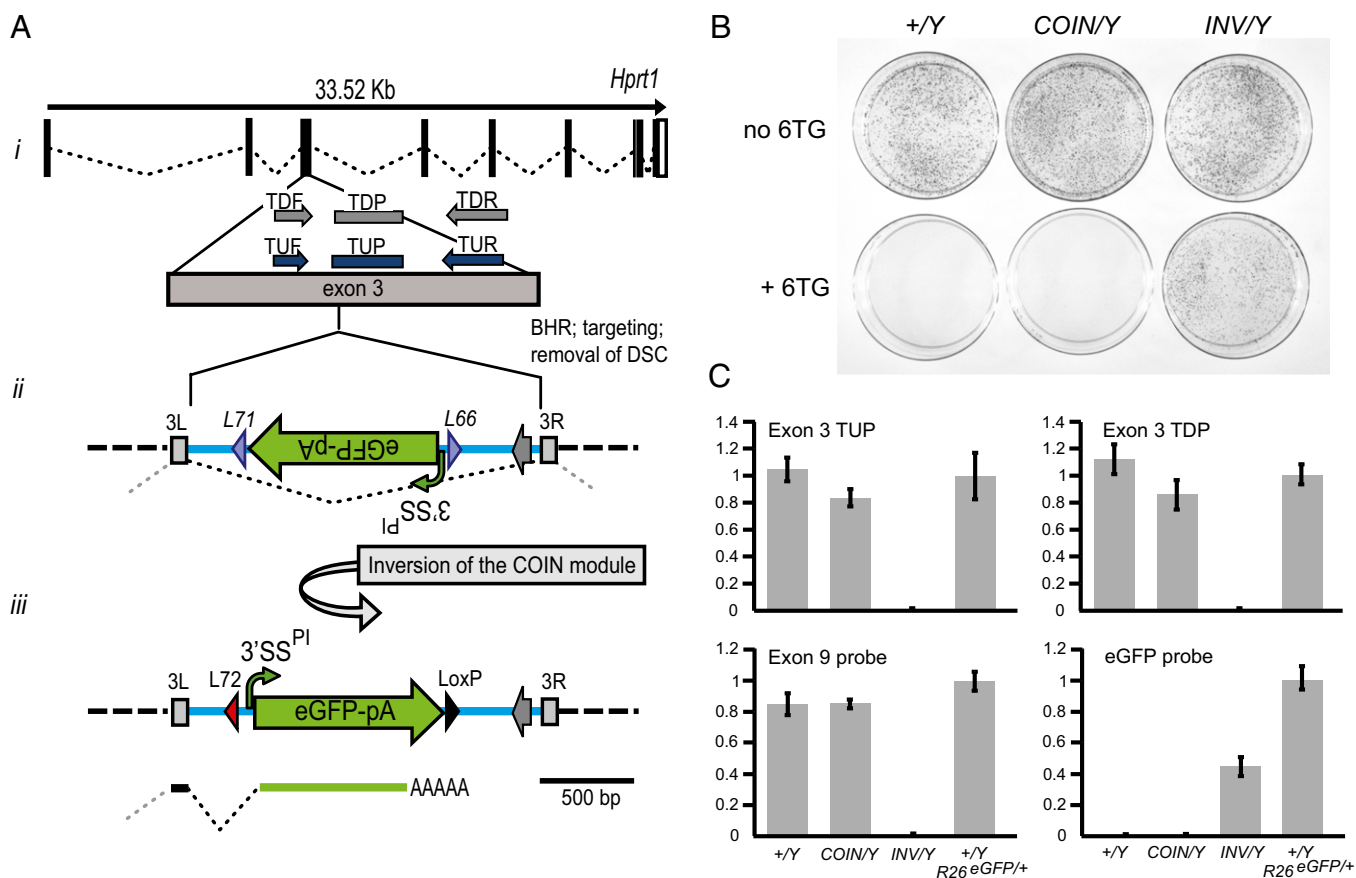 A
33.52 Kb
Hprt1
i
TDF
TDP
TDR
TUF
TUP
TUR
exon 3
BHR; targeting;
removal of DSC
ii
3L
L71
eGFP-pA
L66
3R
3'SS PI
Inversion of the COIN module
iii
3'SS PI
3L
L72
eGFP-pA
LoxP
3R
AAAAA
500 bp
B
+/Y
COIN/Y
INV/Y
no 6TG
+ 6TG
C
1.4
1.2
1
0.8
0.6
0.4
0.2
0
Exon 3 TUP
1.4
1.2
1
0.8
0.6
0.4
0.2
0
Exon 3 TDP
1.2
1
0.8
0.6
0.4
0.2
0
Exon 9 probe
+/Y
COIN/Y
INV/Y
+/Y
R26 eGFP/+
1.2
1
0.8
0.6
0.4
0.2
0
eGFP probe
+/Y
COIN/Y
INV/Y
+/Y
R26 eGFP/+